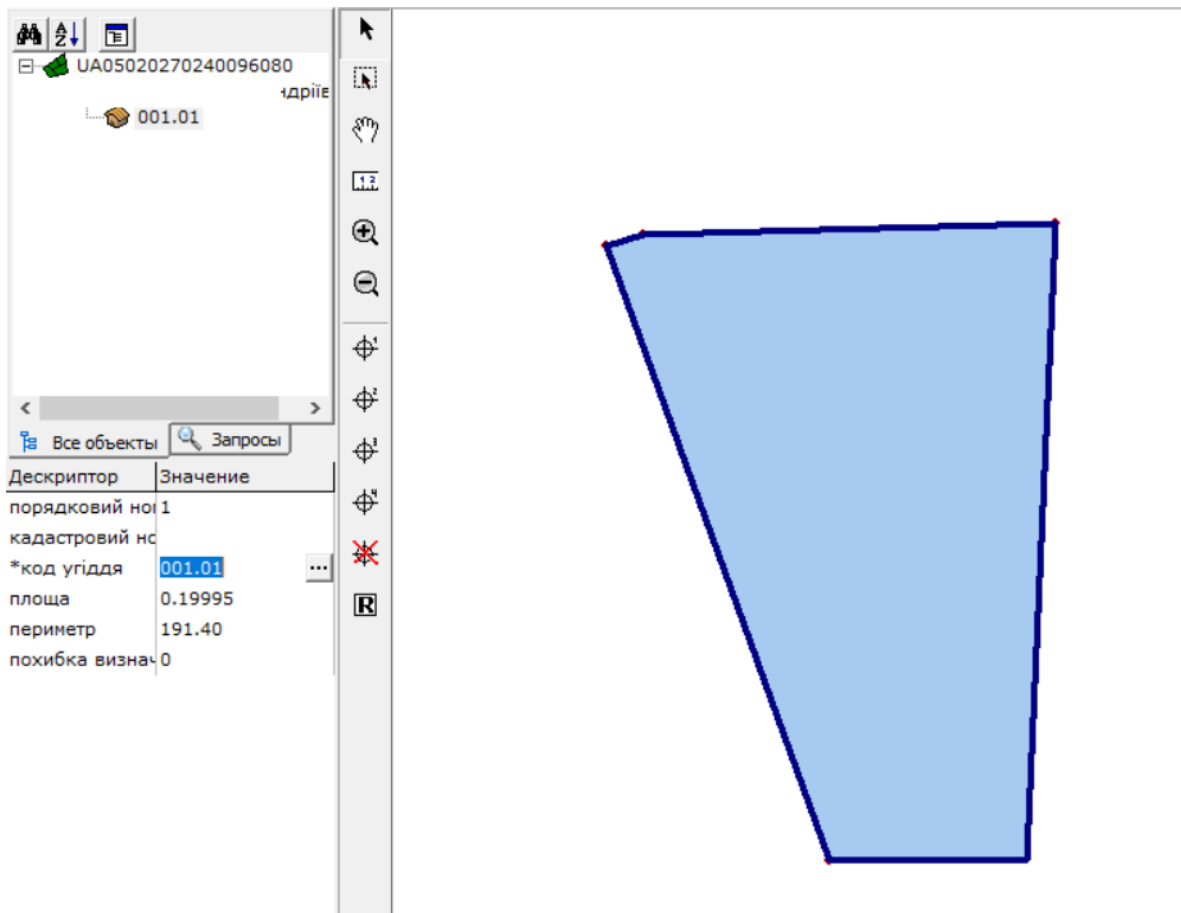 UA05020270240096080
ндріїв
001.01
Все объекты
Запросы
Дескриптор Значение
порядковий но 1
кадастровий но
*код угіддя 001.01 ...
площа 0.19995
периметр 191.40
похибка визнач 0